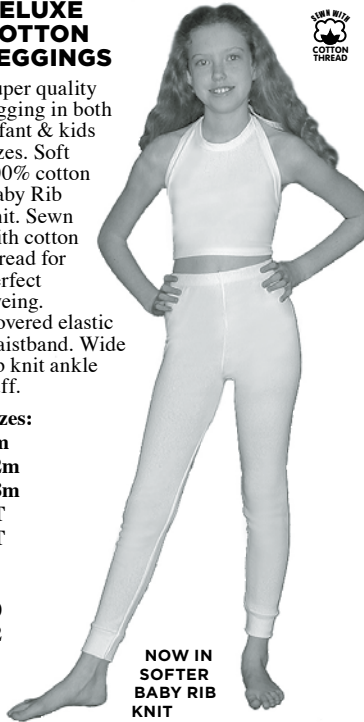 ELUXE
OTTON
EGGINGS
uper quality
gging in both
fant & kids
zes. Soft
00% cotton
aby Rib
nit. Sewn
ith cotton
read for
erfect
yeing.
overed elastic
aistband. Wide
b knit ankle
ff.
zes:
m
m
m
T
T
NOW IN
SOFTER
BABY RIB
KNIT
SEWN WITH
COTTON
THREAD